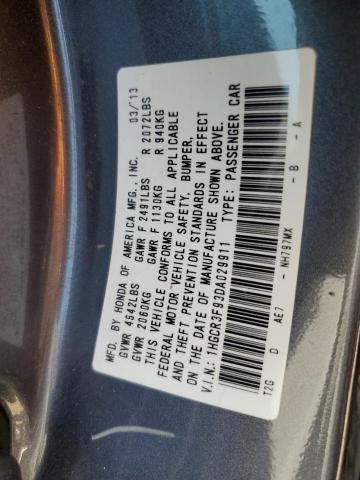 MFD. BY HONDA OF AMERICA MFG., INC. 03/13
GVWR 4542LBS GAWR F 2491LBS R 2072LBS
GVWR 2060KG GAWR F 1130KG R 940KG
THIS VEHICLE CONFORMS TO ALL APPLICABLE
FEDERAL MOTOR VEHICLE SAFETY, BUMPER,
AND THEFT PREVENTION STANDARDS IN EFFECT
ON THE DATE OF MANUFACTURE SHOWN ABOVE.
V.I.N.: 1HGCR3F93DA029911 TYPE: PASSENGER CAR
T2G D AE7 - NH797MX - B - A